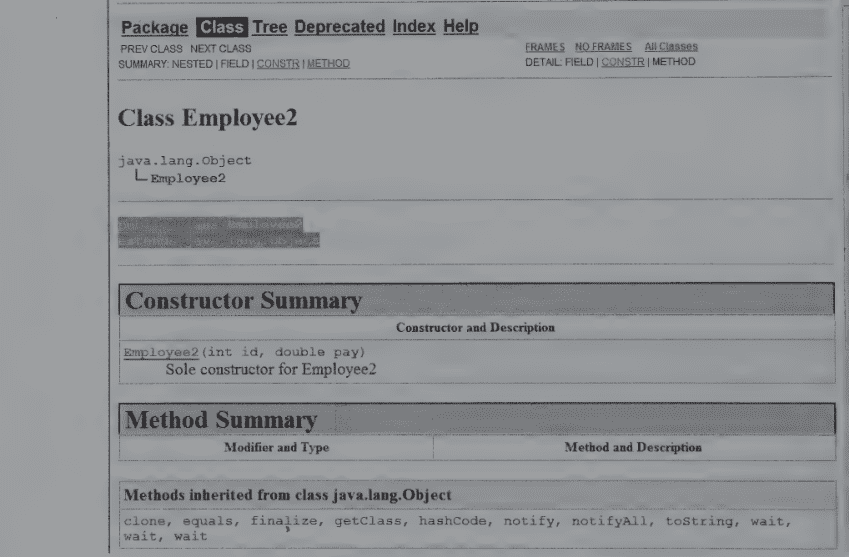 Package Class Tree Deprecated Index Help
PREV CLASS NEXT CLASS FRAMES NO FRAMES All Classes
SUMMARY: NESTED | FIELD | CONSTR | METHOD DETAIL: FIELD | CONSTR | METHOD
Class Employee2
java.lang.Object
Employee2
Constructor Summary
Constructor and Description
Employee2(int id, double pay)
Sole constructor for Employee2
Method Summary
Modifier and Type Method and Description
Methods inherited from class java.lang.Object
clone, equals, finalize, getClass, hashCode, notify, notifyAll, toString, wait,
wait, wait